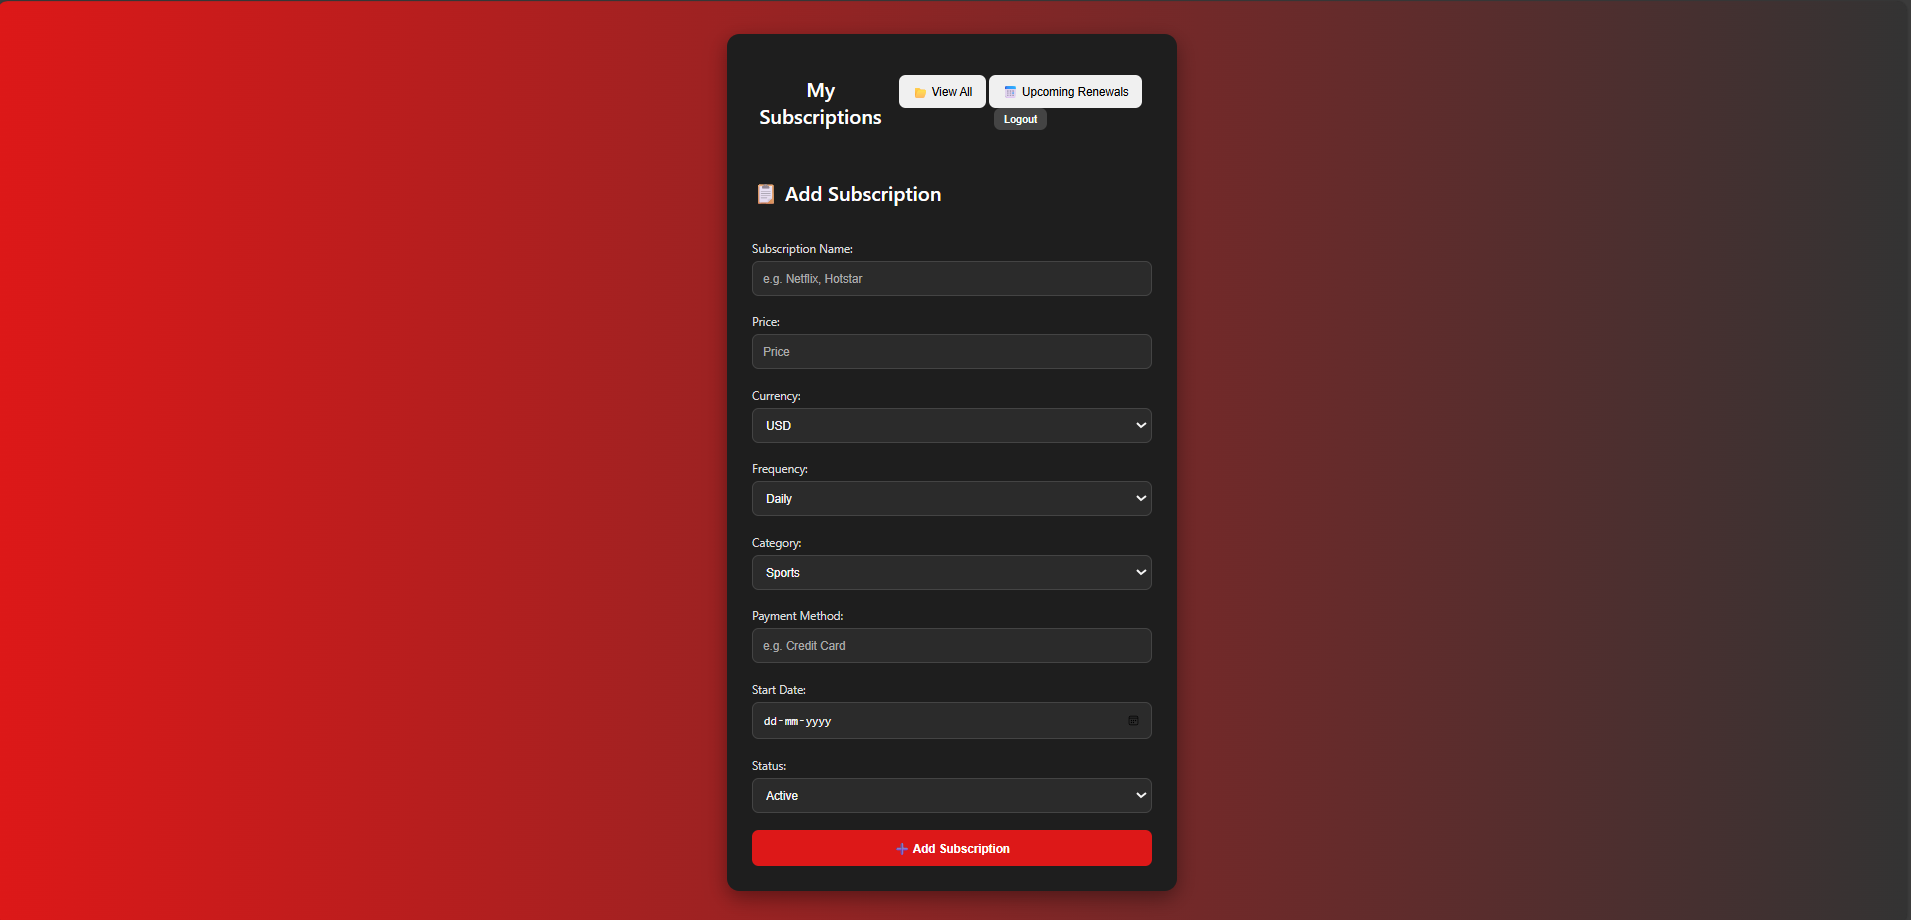 My
Subscriptions
View All
Upcoming Renewals
Logout
Add Subscription
Subscription Name:
e.g. Netflix, Hotstar
Price:
Price
Currency:
USD
Frequency:
Daily
Category:
Sports
Payment Method:
e.g. Credit Card
Start Date:
dd-mm-yyyy
Status:
Active
Add Subscription